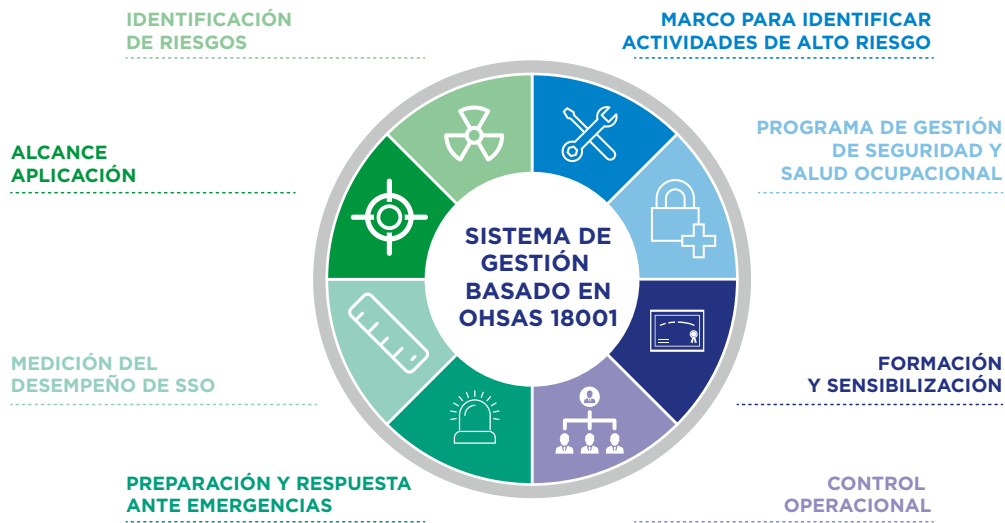 IDENTIFICACIÓN
DE RIESGOS
MARCO PARA IDENTIFICAR
ACTIVIDADES DE ALTO RIESGO
ALCANCE
APLICACIÓN
PROGRAMA DE GESTIÓN
DE SEGURIDAD Y
SALUD OCUPACIONAL
SISTEMA DE
GESTIÓN
BASADO EN
OHSAS 18001
MEDICIÓN DEL
DESEMPEÑO DE SSO
FORMACIÓN
Y SENSIBILIZACIÓN
PREPARACIÓN Y RESPUESTA
ANTE EMERGENCIAS
CONTROL
OPERACIONAL